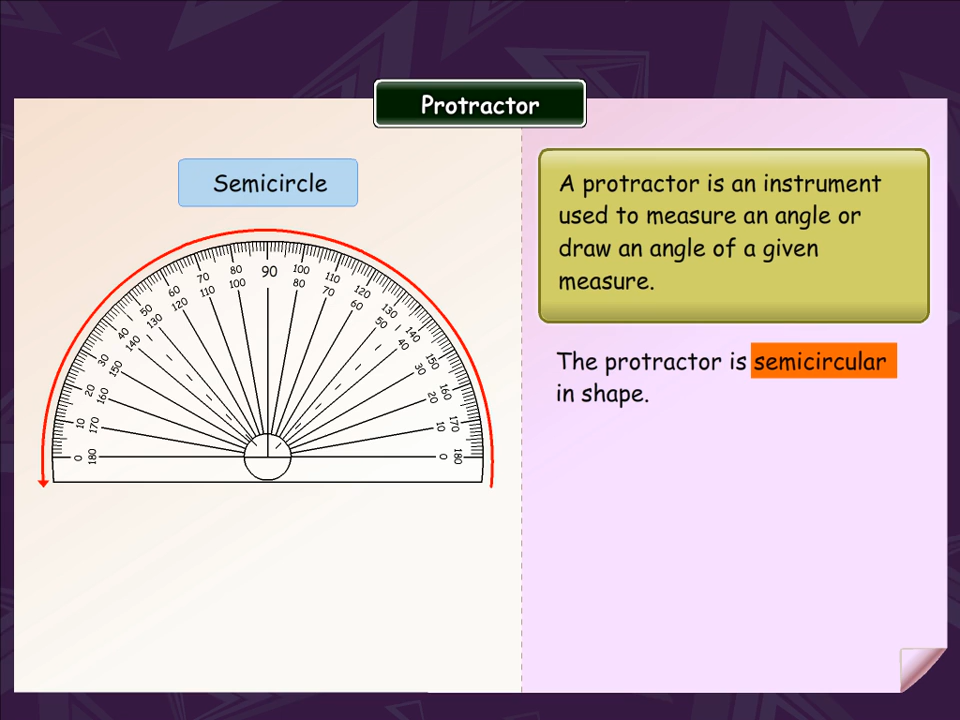 Protractor
Semicircle
A protractor is an instrument
used to measure an angle or
draw an angle of a given
measure.
The protractor is semicircular
in shape.
0 10 20 30 40 50 60 70 80 90 100 110 120 130 140 150 160 170 180
180 170 160 150 140 130 120 110 100 80 70 60 50 40 30 20 10 0